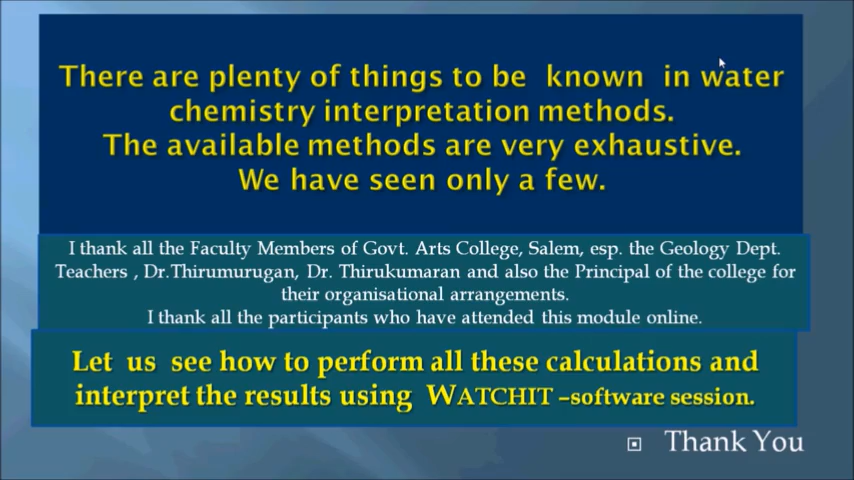 There are plenty of things to be known in water
chemistry interpretation methods.
The available methods are very exhaustive.
We have seen only a few.
I thank all the Faculty Members of Govt. Arts College, Salem, esp. the Geology Dept.
Teachers , Dr.Thirumurugan, Dr. Thirukumaran and also the Principal of the college for
their organisational arrangements.
I thank all the participants who have attended this module online.
Let us see how to perform all these calculations and
interpret the results using WATCHIT –software session.
Thank You